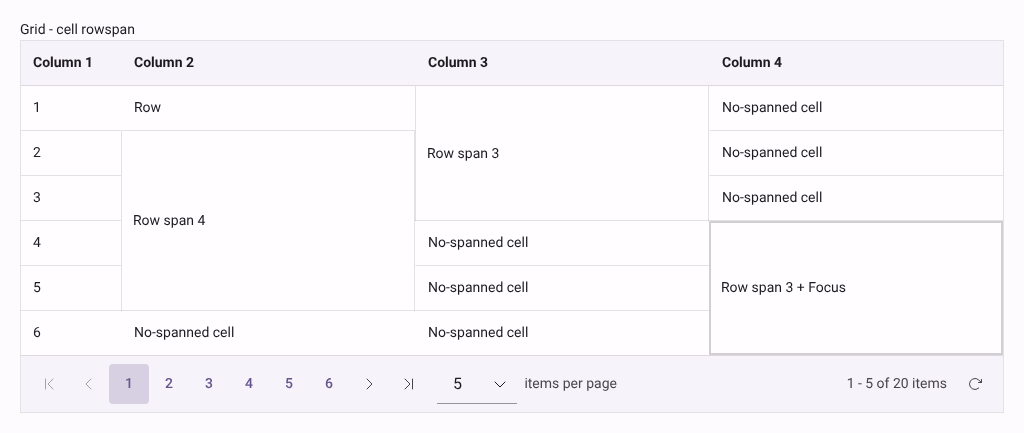 Grid - cell rowspan
Column 1 Column 2 Column 3 Column 4
1 Row No-spanned cell
2 Row span 3 No-spanned cell
3 No-spanned cell
Row span 4
4 No-spanned cell
5 No-spanned cell Row span 3 + Focus
6 No-spanned cell No-spanned cell
1 2 3 4 5 6 5 items per page 1 - 5 of 20 items